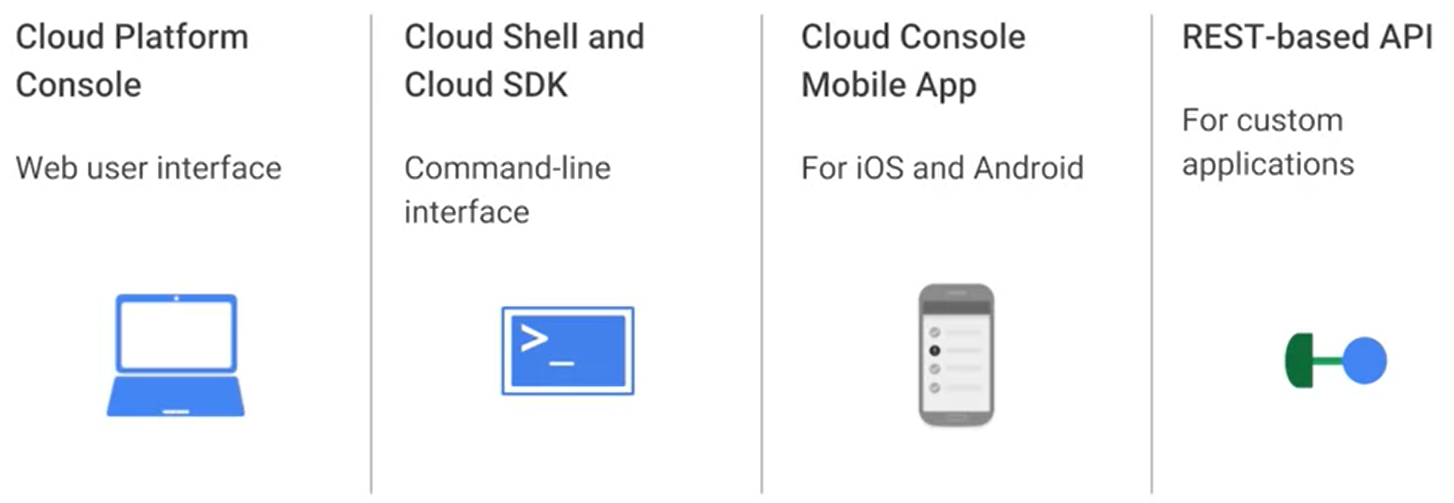 Cloud Platform
Console
Web user interface
Cloud Shell and
Cloud SDK
Command-line
interface
>_
Cloud Console
Mobile App
For iOS and Android
REST-based API
For custom
applications